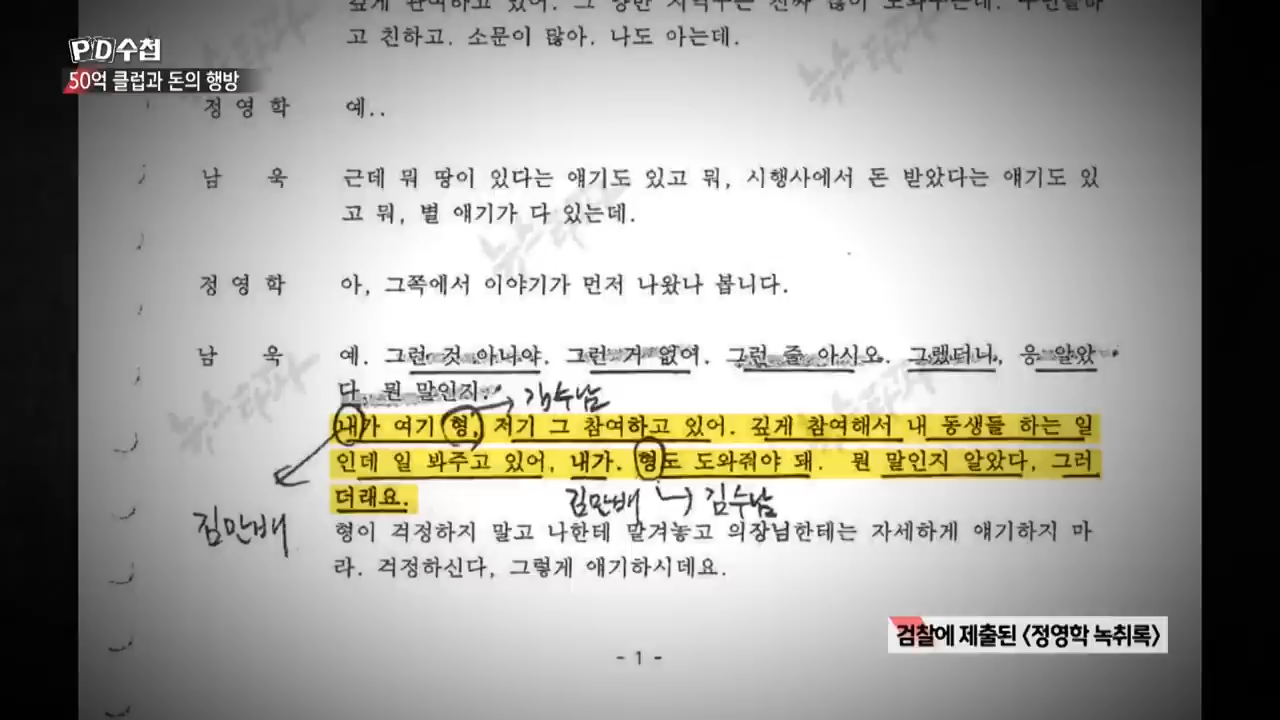 PD수첩
50억 클럽과 돈의 행방
고 친하고. 소문이 많아. 나도 아는데.
정 영 학 예..
남 욱 근데 뭐 땅이 있다는 얘기도 있고 뭐, 시행사에서 돈 받았다는 얘기도 있
고 뭐, 별 얘기가 다 있는데.
정 영 학 아, 그쪽에서 이야기가 먼저 나왔나 봅니다.
남 욱 예. 그런 것 아니야. 그런 거 없어. 그런 줄 아시오. 그랬더니, 응 알았
다. 뭔 말인지.
김수남
내가 여기 형, 저기 그 참여하고 있어. 깊게 참여해서 내 동생들 하는 일
인데 일 봐주고 있어, 내가. 형도 도와줘야 돼. 뭔 말인지 알았다, 그러
더래요.
김만배 김수남
김만배
형이 걱정하지 말고 나한데 맡겨놓고 의장님한테는 자세하게 얘기하지 마
라. 걱정하신다, 그렇게 얘기하시데요.
- 1 -
검찰에 제출된 <정영학 녹취록>
뉴스타파
뉴스타파
뉴스타파